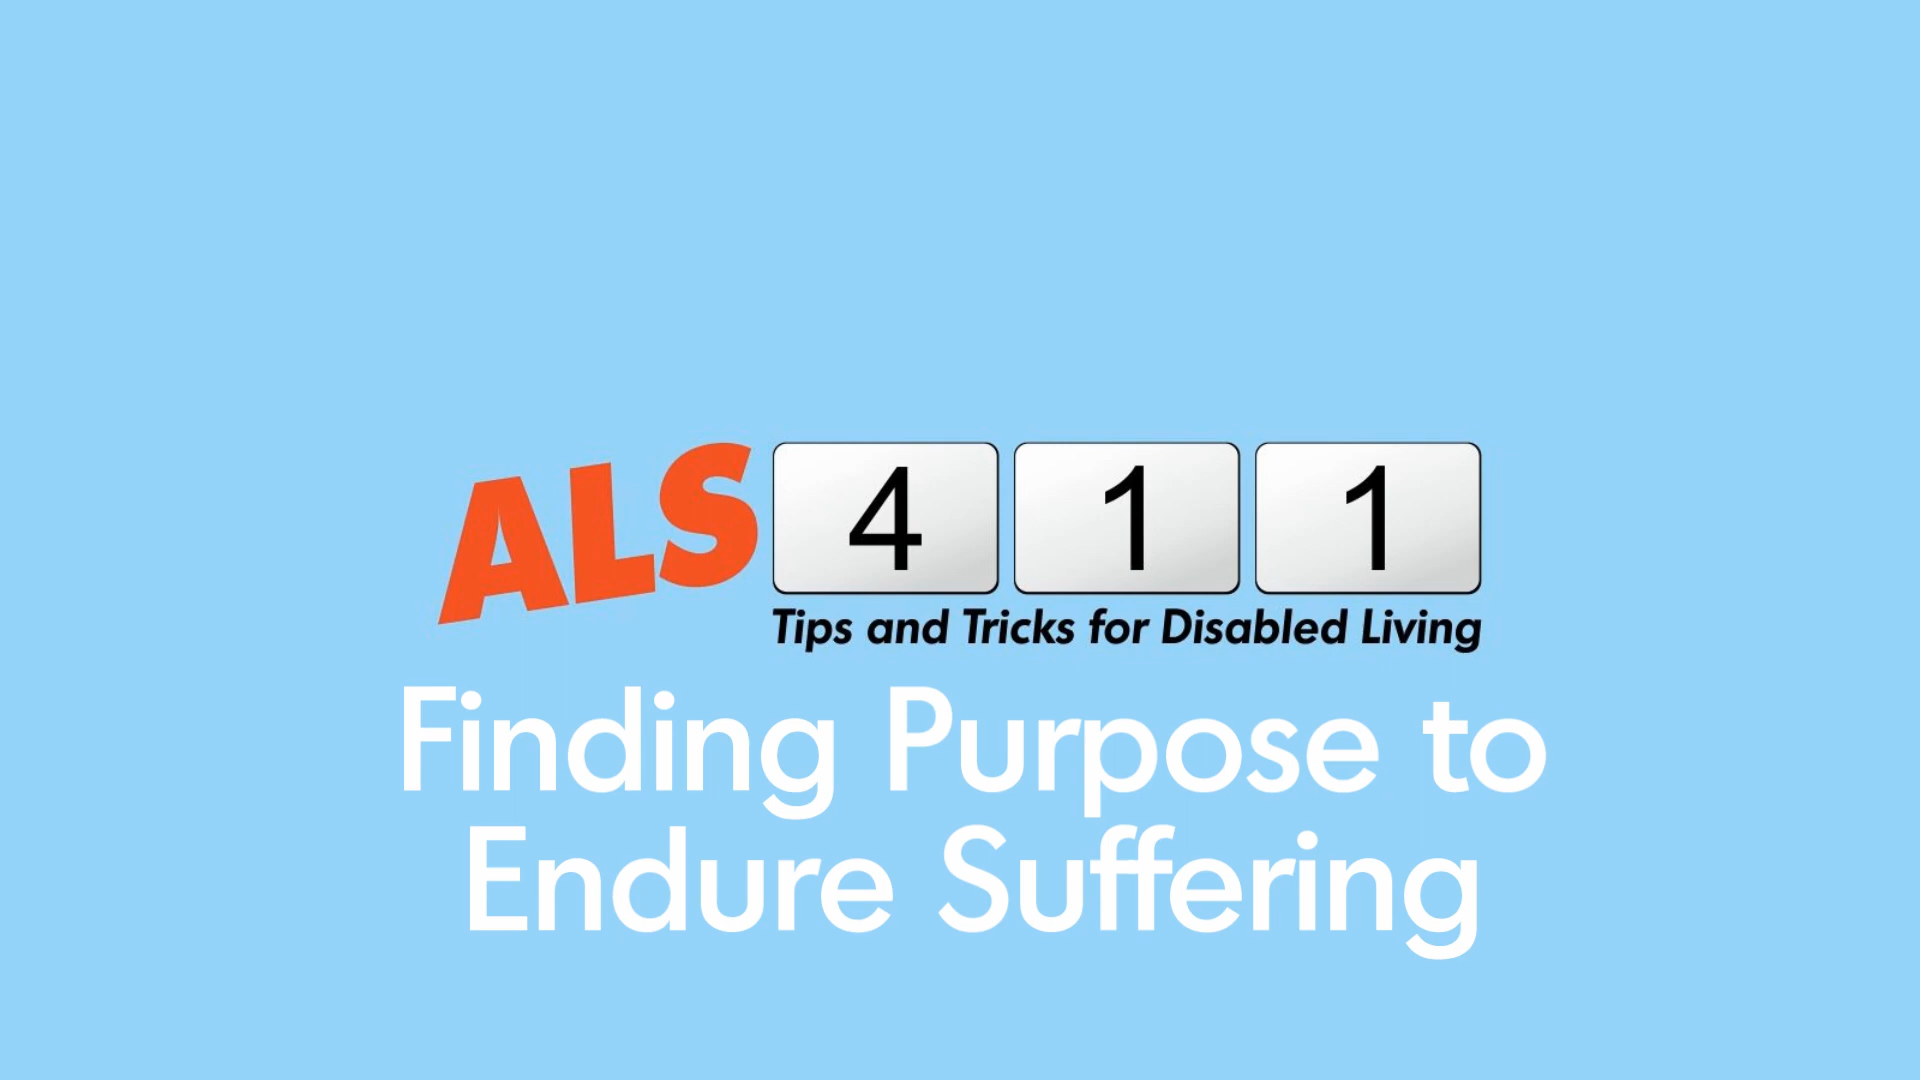 ALS 4 1 1
Tips and Tricks for Disabled Living
Finding Purpose to
Endure Suffering